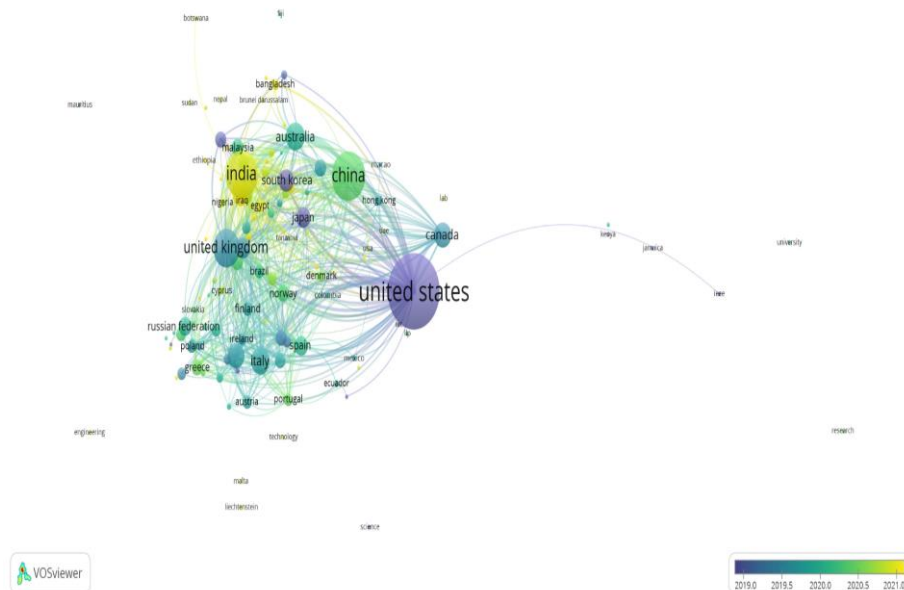 botswana
fiji
bangladesh
mauritius
sudan
nepal
brunei darussalam
australia
malaysia
ethiopia
india
south korea
china
macao
nigeria
iraq
egypt
hong kong
lab
japan
uae
canada
university
united kingdom
tanzania
usa
kenya
jamaica
brazil
denmark
united states
cyprus
norway
colombia
slovakia
finland
russian federation
poland
ireland
spain
italy
mexico
greece
ecuador
austria
portugal
engineering
technology
research
malta
liechtenstein
science
VOSviewer
2019.0 2019.5 2020.0 2020.5 2021.0